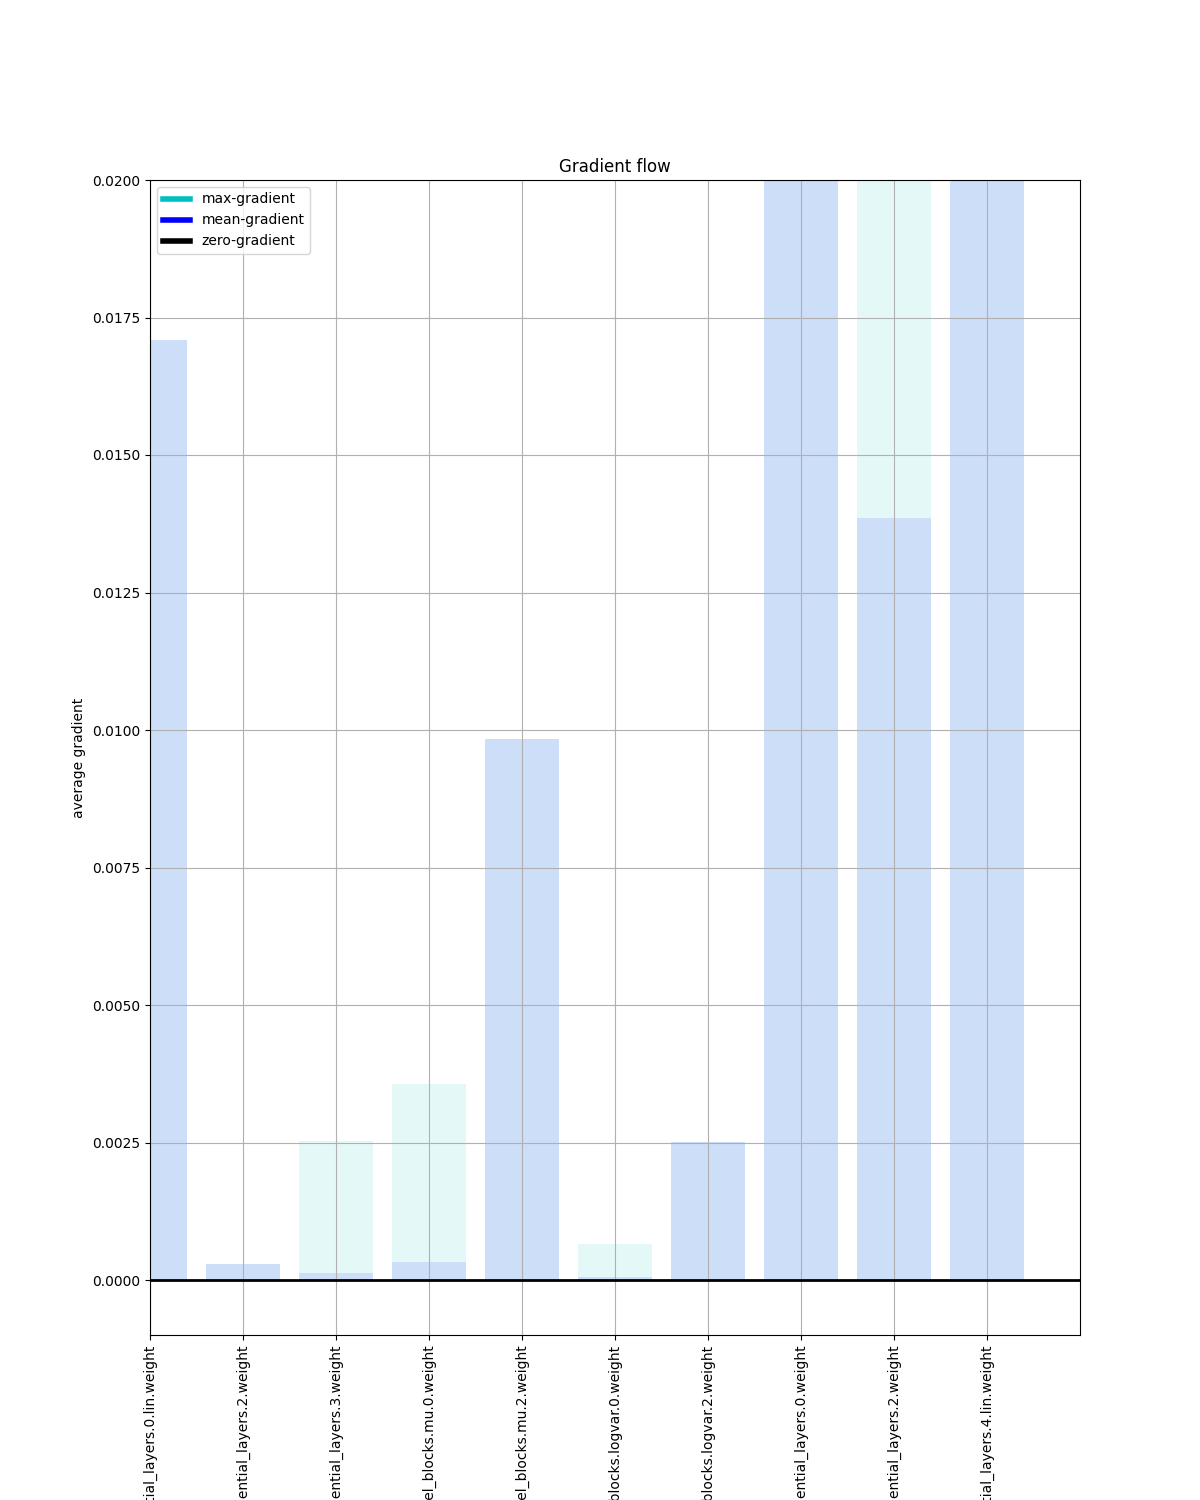 Gradient flow
max-gradient
mean-gradient
zero-gradient
0.0200
0.0175
0.0150
0.0125
0.0100
0.0075
0.0050
0.0025
0.0000
average gradient
tial_layers.0.lin.weight
ential_layers.2.weight
ential_layers.3.weight
el_blocks.mu.0.weight
el_blocks.mu.2.weight
blocks.logvar.0.weight
blocks.logvar.2.weight
ential_layers.0.weight
ential_layers.2.weight
tial_layers.4.lin.weight